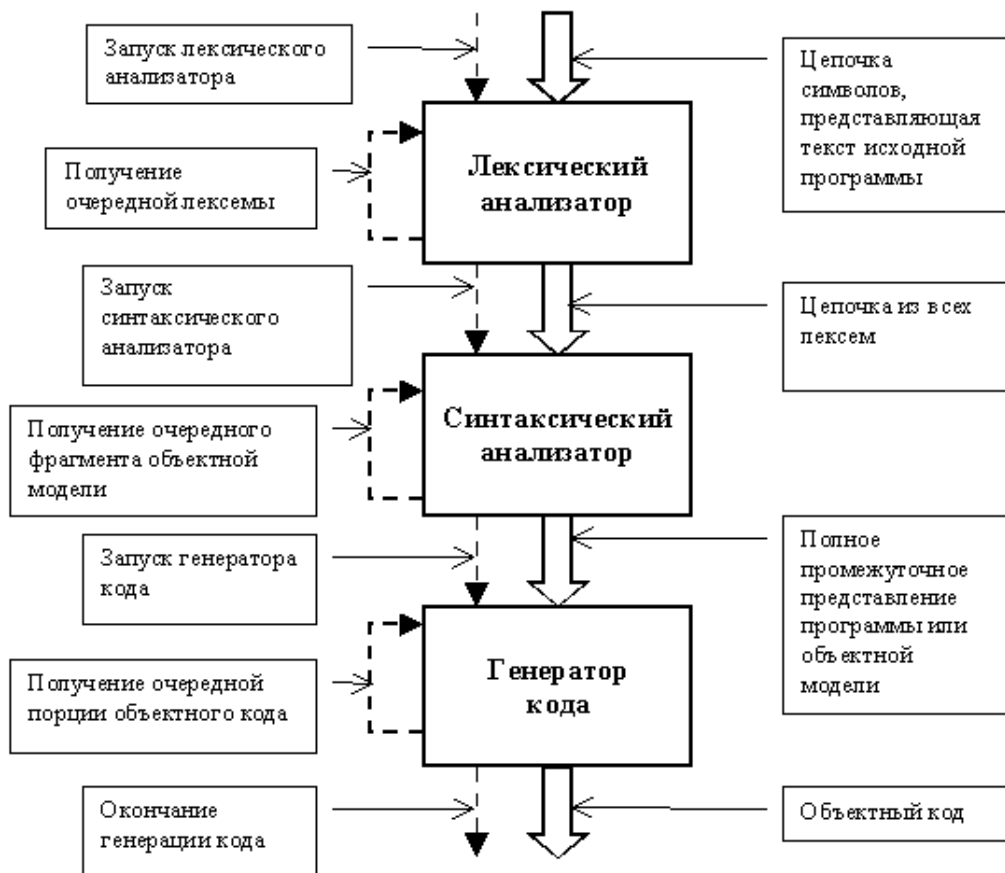 Запуск лексического
анализатора
Цепочка
символов,
представляющая
текст исходной
программы
Лексический
анализатор
Получение
очередной лексемы
Запуск
синтаксического
анализатора
Цепочка из всех
лексем
Синтаксический
анализатор
Получение очередного
фрагмента объектной
модели
Запуск генератора
кода
Полное
промежуточное
представление
программы или
объектной
модели
Генератор
кода
Получение очередной
порции объектного кода
Окончание
генерации кода
Объектный код